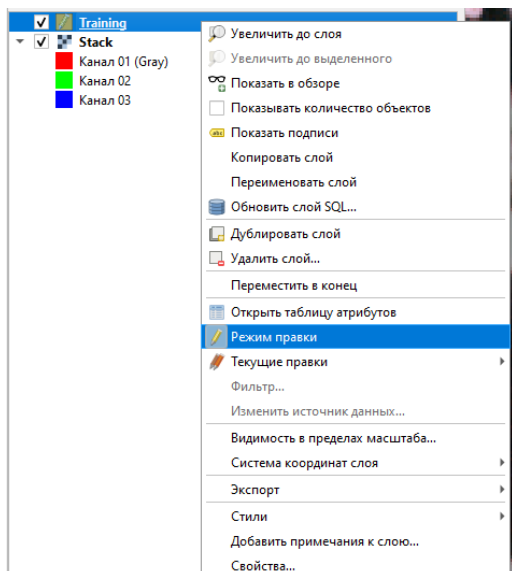 Training
Stack
Канал 01 (Gray)
Канал 02
Канал 03
Увеличить до слоя
Увеличить до выделенного
Показать в обзоре
Показывать количество объектов
abc Показать подписи
Копировать слой
Переименовать слой
Обновить слой SQL...
Дублировать слой
Удалить слой...
Переместить в конец
Открыть таблицу атрибутов
Режим правки
Текущие правки
Фильтр...
Изменить источник данных...
Видимость в пределах масштаба...
Система координат слоя
Экспорт
Стили
Добавить примечания к слою...
Свойства...